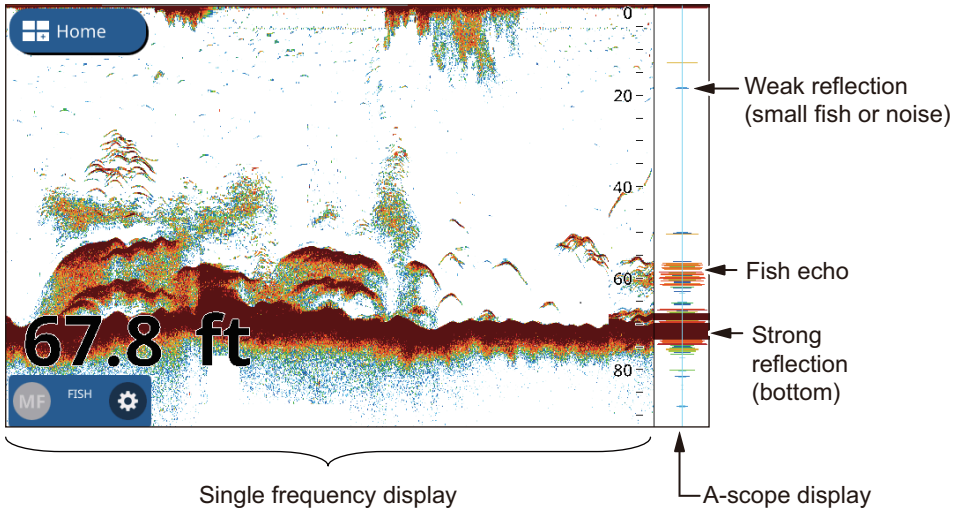 Home
0
20
40
60
80
67.8 ft
MF
FISH
Weak reflection
(small fish or noise)
Fish echo
Strong
reflection
(bottom)
Single frequency display
A-scope display